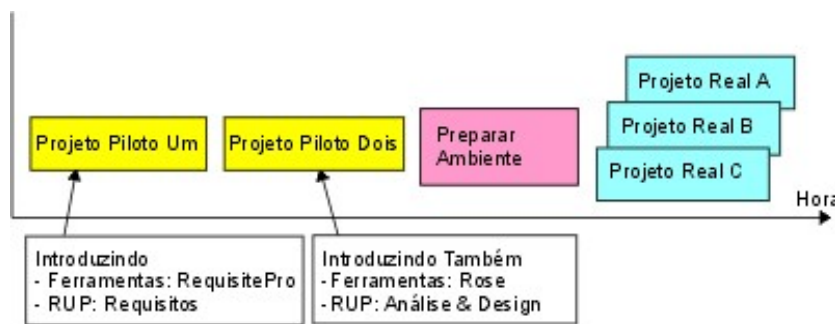 Projeto Piloto Um
Projeto Piloto Dois
Preparar
Ambiente
Projeto Real A
Projeto Real B
Projeto Real C
Hora
Introduzindo
- Ferramentas: RequisitePro
- RUP: Requisitos
Introduzindo Também
- Ferramentas: Rose
- RUP: Análise & Design